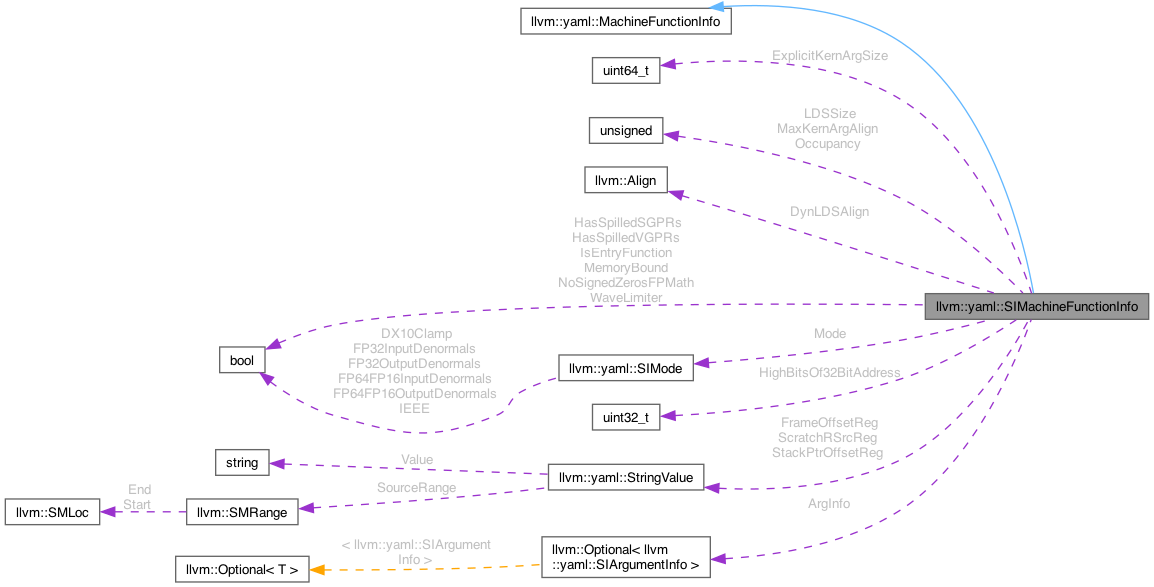 llvm::yaml::MachineFunctionInfo
ExplicitKernArgSize
uint64_t
LDSSize
MaxKernArgAlign
Occupancy
unsigned
llvm::Align
DynLDSAlign
HasSpilledSGPRs
HasSpilledVGPRs
IsEntryFunction
MemoryBound
NoSignedZerosFPMath
WaveLimiter
llvm::yaml::SIMachineFunctionInfo
DX10Clamp
FP32InputDenormals
FP32OutputDenormals
FP64FP16InputDenormals
FP64FP16OutputDenormals
IEEE
bool
Mode
llvm::yaml::SIMode
HighBitsOf32BitAddress
uint32_t
FrameOffsetReg
ScratchRSrcReg
StackPtrOffsetReg
string
Value
llvm::yaml::StringValue
SourceRange
End
Start
llvm::SMLoc
llvm::SMRange
ArgInfo
< llvm::yaml::SIArgument
Info >
llvm::Optional< llvm
::yaml::SIArgumentInfo >
llvm::Optional< T >